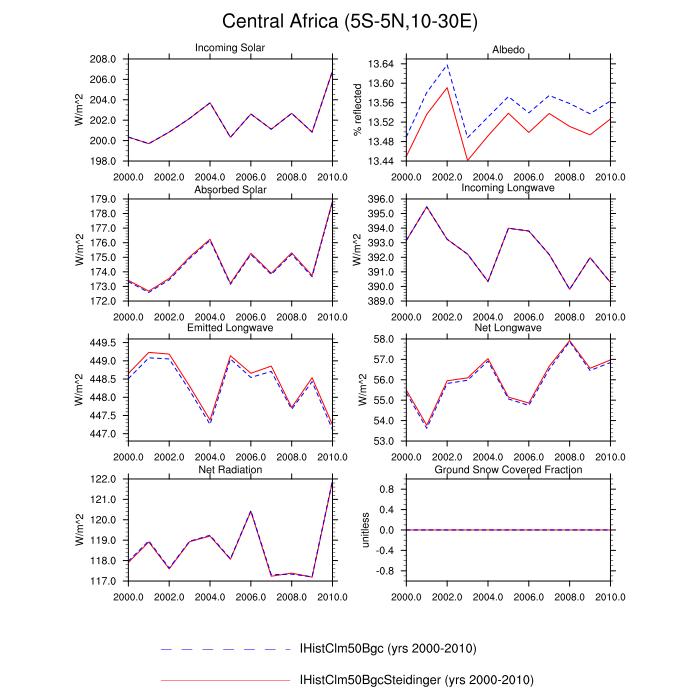 Central Africa (5S-5N,10-30E)
Incoming Solar
Albedo
208.0
206.0
204.0
202.0
200.0
198.0
W/m^2
2000.0 2002.0 2004.0 2006.0 2008.0 2010.0
13.64
13.60
13.56
13.52
13.48
13.44
% reflected
2000.0 2002.0 2004.0 2006.0 2008.0 2010.0
Absorbed Solar
Incoming Longwave
179.0
178.0
177.0
176.0
175.0
174.0
173.0
172.0
W/m^2
2000.0 2002.0 2004.0 2006.0 2008.0 2010.0
396.0
395.0
394.0
393.0
392.0
391.0
390.0
389.0
W/m^2
2000.0 2002.0 2004.0 2006.0 2008.0 2010.0
Emitted Longwave
Net Longwave
449.5
449.0
448.5
448.0
447.5
447.0
W/m^2
2000.0 2002.0 2004.0 2006.0 2008.0 2010.0
58.0
57.0
56.0
55.0
54.0
53.0
W/m^2
2000.0 2002.0 2004.0 2006.0 2008.0 2010.0
Net Radiation
Ground Snow Covered Fraction
122.0
121.0
120.0
119.0
118.0
117.0
W/m^2
2000.0 2002.0 2004.0 2006.0 2008.0 2010.0
0.8
0.4
0.0
-0.4
-0.8
unitless
2000.0 2002.0 2004.0 2006.0 2008.0 2010.0
IHistClm50Bgc (yrs 2000-2010)
IHistClm50BgcSteidinger (yrs 2000-2010)